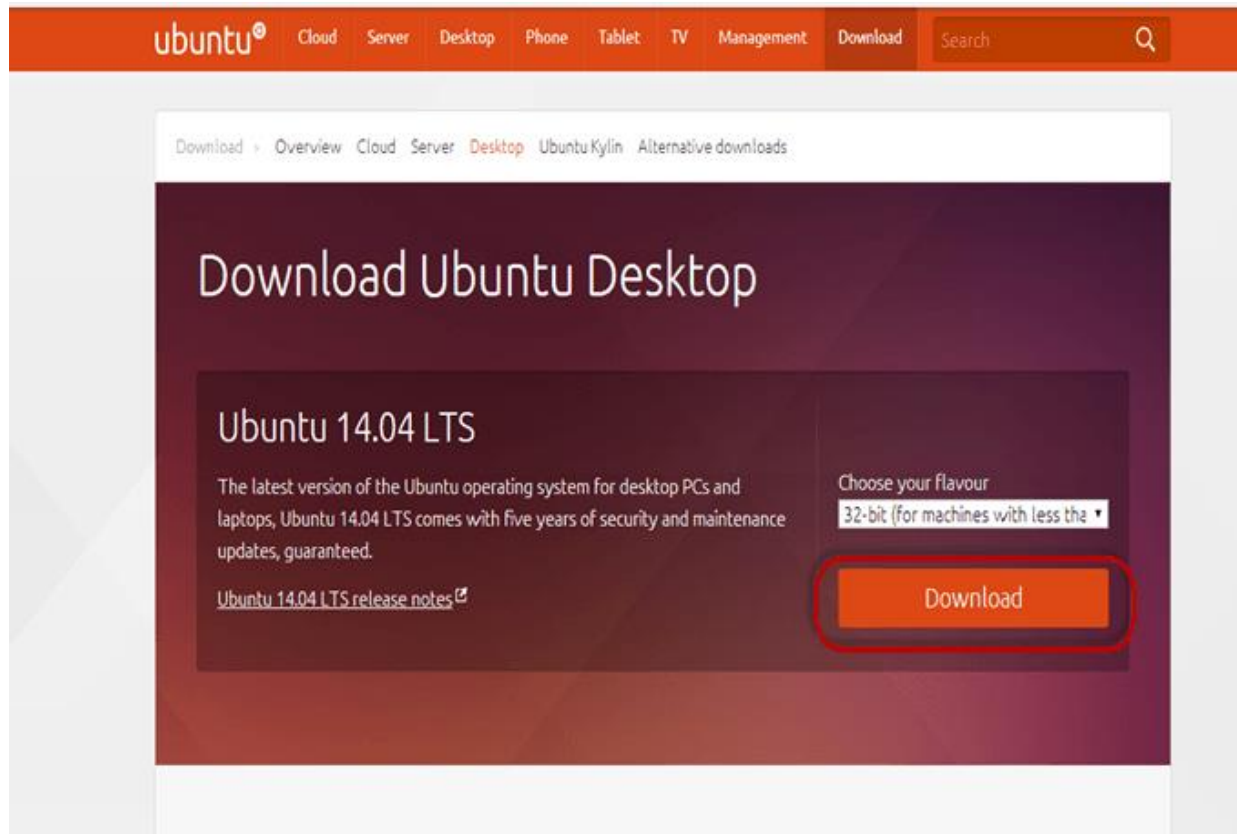 ubuntu® Cloud Server Desktop Phone Tablet TV Management Download Search
Download › Overview Cloud Server Desktop Ubuntu Kylin Alternative downloads
Download Ubuntu Desktop
Ubuntu 14.04 LTS
The latest version of the Ubuntu operating system for desktop PCs and
laptops, Ubuntu 14.04 LTS comes with five years of security and maintenance
updates, guaranteed.
Ubuntu 14.04 LTS release notes
Choose your flavour
32-bit (for machines with less tha
Download